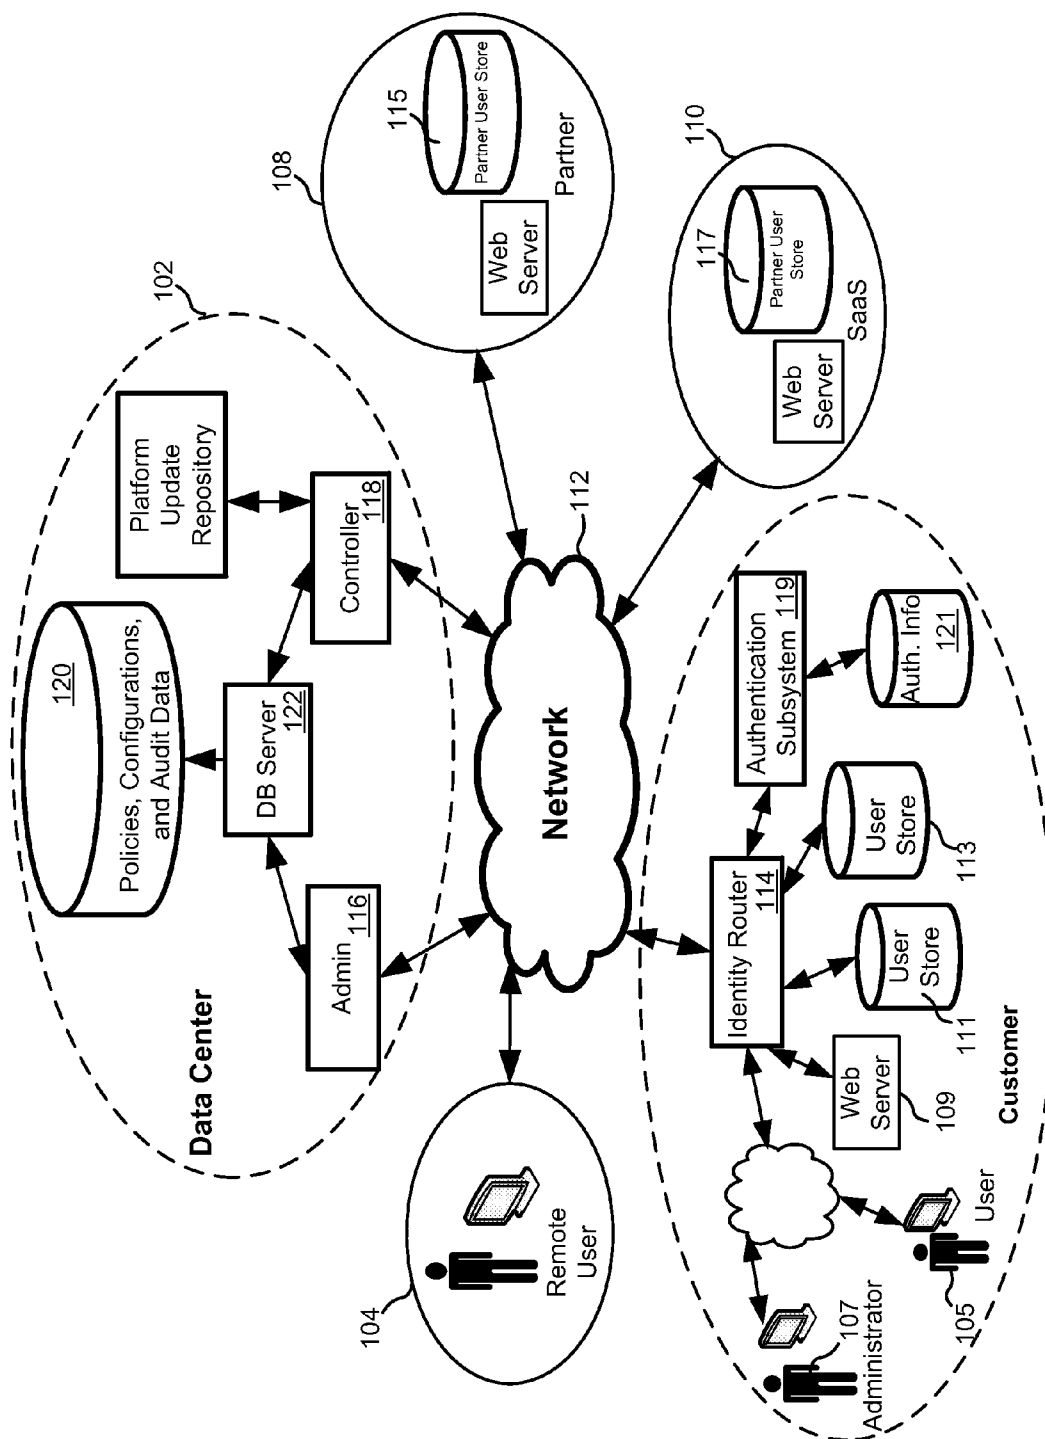 102
120
Policies, Configurations,
and Audit Data
Platform
Update
Repository
Data Center
DB Server
122
Admin
116
Controller
118
104
Remote
User
Network
112
108
115
Partner User Store
Web
Server
Partner
110
117
Partner User
Store
Web
Server
SaaS
Identity Router
114
Authentication
Subsystem 119
Auth. Info
121
User
Store
113
User
Store
111
Web
Server
109
107
Administrator
User
105
Customer